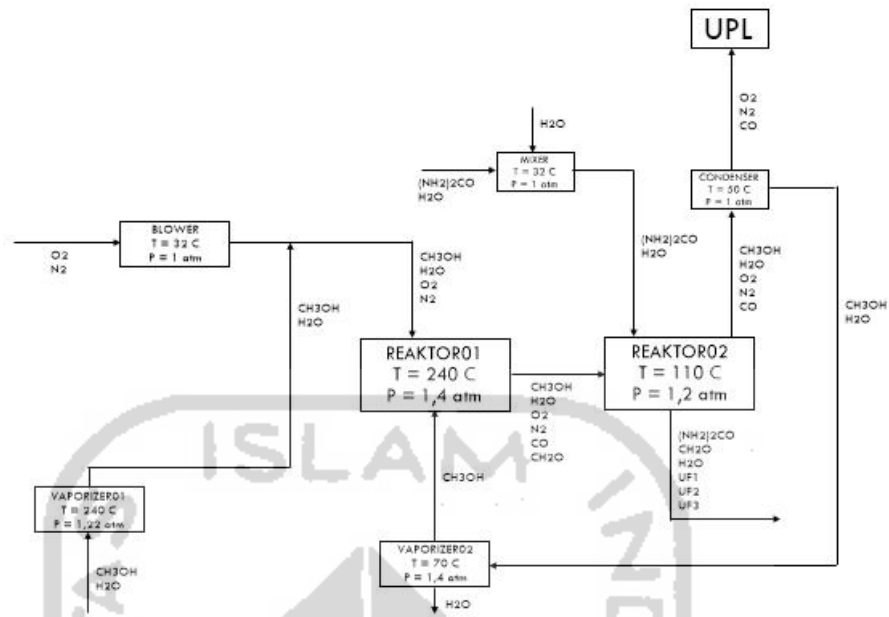 UPL
O2
N2
CO
H2O
MIXER
T = 32 C
P = 1 atm
(NH2)2CO
H2O
CONDENSER
T = 50 C
P = 1 atm
BLOWER
T = 32 C
P = 1 atm
O2
N2
(NH2)2CO
H2O
CH3OH
H2O
O2
N2
CH3OH
H2O
O2
N2
CO
CH3OH
H2O
CH3OH
H2O
REAKTOR01
T = 240 C
P = 1,4 atm
REAKTOR02
T = 110 C
P = 1,2 atm
CH3OH
H2O
O2
N2
CO
CH2O
(NH2)2CO
CH2O
H2O
UF1
UF2
UF3
CH3OH
VAPORIZER01
T = 240 C
P = 1,22 atm
CH3OH
H2O
VAPORIZER02
T = 70 C
P = 1,4 atm
H2O
ISLAM